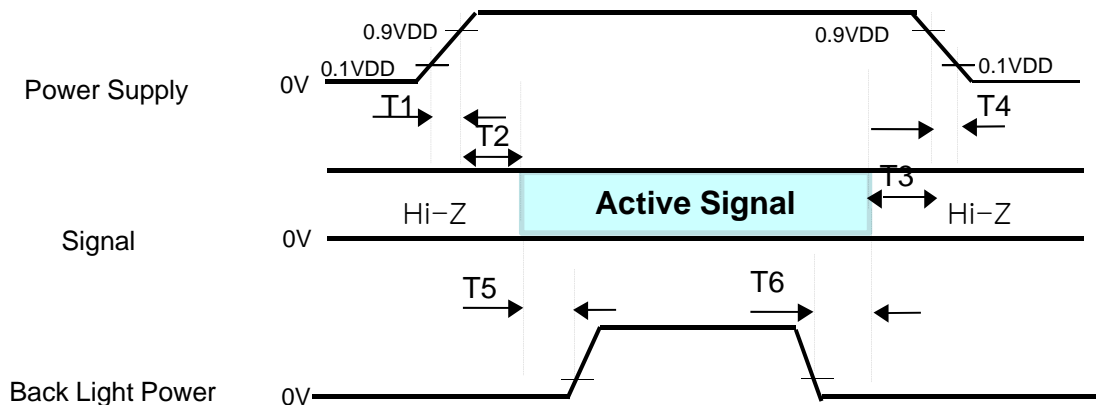 0.9VDD
0.9VDD
0.1VDD
0.1VDD
Power Supply
0V
T1
T4
T2
T3
Hi-Z
Active Signal
Hi-Z
Signal
0V
T5
T6
Back Light Power
0V